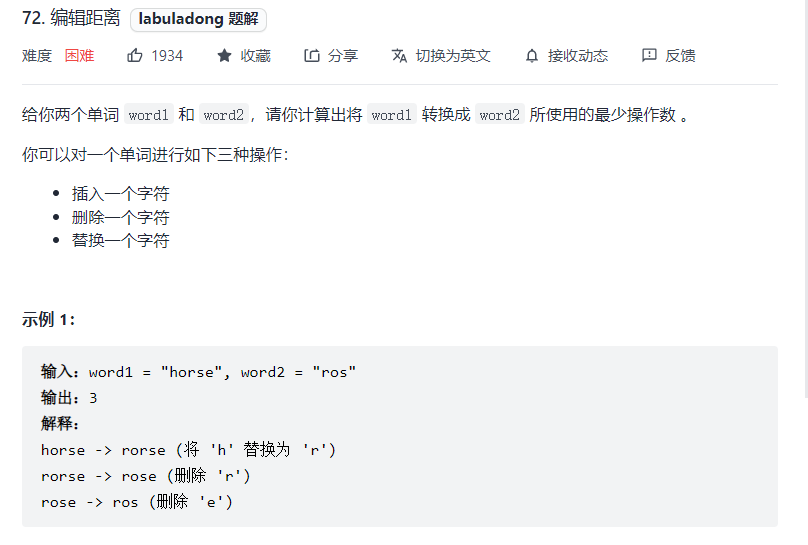 72. 编辑距离 labuladong 题解
难度 困难 1934 收藏 分享 切换为英文 接收动态 反馈
给你两个单词 word1 和 word2，请你计算出将 word1 转换成 word2 所使用的最少操作数 。
你可以对一个单词进行如下三种操作：
• 插入一个字符
• 删除一个字符
• 替换一个字符
示例 1：
输入：word1 = "horse", word2 = "ros"
输出：3
解释：
horse -> rorse (将 'h' 替换为 'r')
rorse -> rose (删除 'r')
rose -> ros (删除 'e')